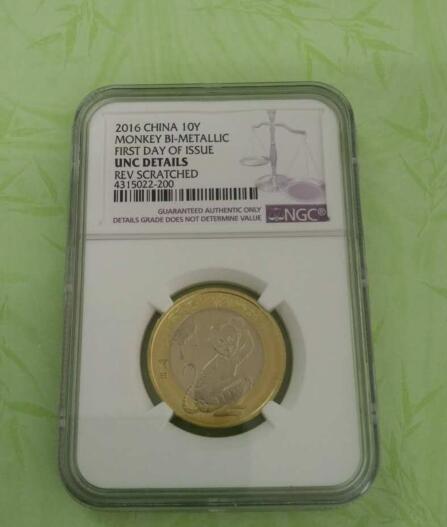 2016 CHINA 10Y
MONKEY BI-METALLIC
FIRST DAY OF ISSUE
UNC DETAILS
REV SCRATCHED
4315022-200
GUARANTEED AUTHENTIC ONLY
DETAILS GRADE DOES NOT DETERMINE VALUE
NGC®